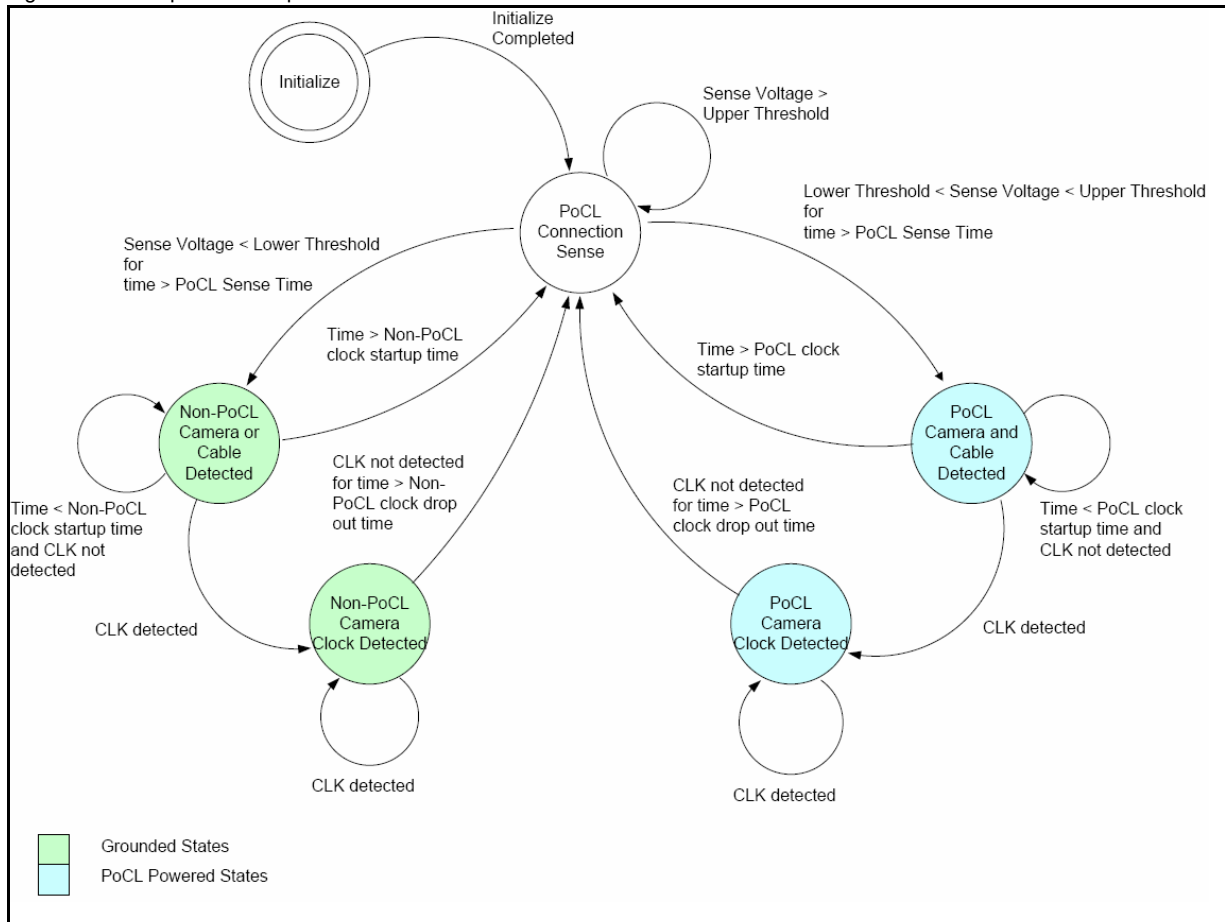 Initialize
Completed
Initialize
Sense Voltage >
Upper Threshold
PoCL
Connection
Sense
Lower Threshold < Sense Voltage < Upper Threshold
for
time > PoCL Sense Time
Sense Voltage < Lower Threshold
for
time > PoCL Sense Time
Time > Non-PoCL
clock startup time
Time > PoCL clock
startup time
Non-PoCL
Camera or
Cable
Detected
PoCL
Camera and
Cable
Detected
CLK not detected
for time > Non-
PoCL clock drop
out time
CLK not detected
for time > PoCL
clock drop out time
Time < Non-PoCL
clock startup time
and CLK not
detected
Time < PoCL clock
startup time and
CLK not detected
Non-PoCL
Camera
Clock Detected
PoCL
Camera
Clock Detected
CLK detected
CLK detected
CLK detected
CLK detected
Grounded States
PoCL Powered States